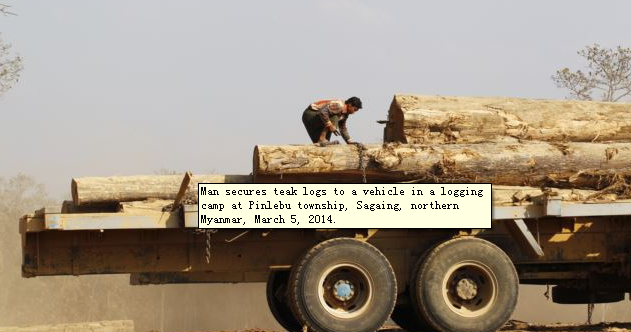 Man secures teak logs to a vehicle in a logging
camp at Pinlebu township, Sagaing, northern
Myanmar, March 5, 2014.